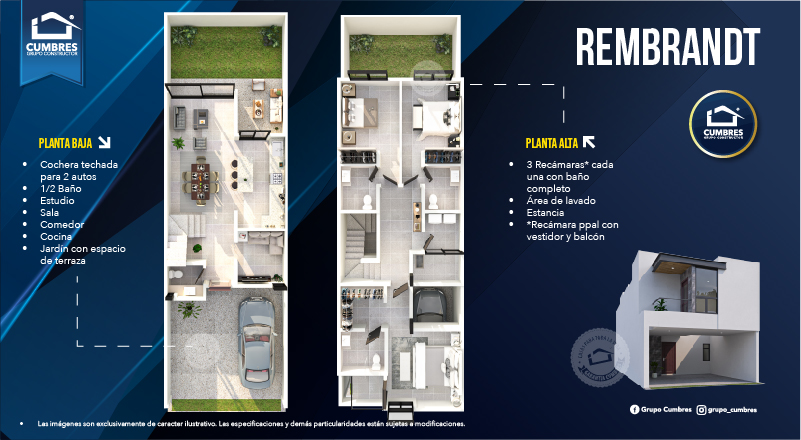 CUMBRES
GRUPO CONSTRUCTOR
REMBRANDT
CUMBRES
GRUPO CONSTRUCTOR
PLANTA BAJA
• Cochera techada
para 2 autos
• 1/2 Baño
• Estudio
• Sala
• Comedor
• Cocina
• Jardín con espacio
de terraza
PLANTA ALTA
• 3 Recámaras* cada
una con baño
completo
• Área de lavado
• Estancia
• *Recámara ppal con
vestidor y balcón
Grupo Cumbres
grupo_cumbres
• Las imágenes son exclusivamente de caracter ilustrativo. Las especificaciones y demás particularidades están sujetas a modificaciones.